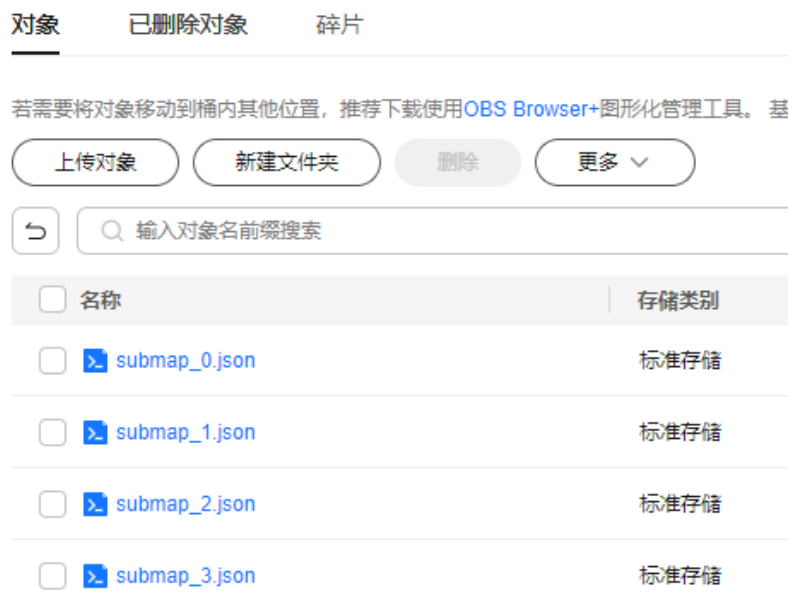 对象 已删除对象 碎片
若需要将对象移动到桶内其他位置，推荐下载使用OBS Browser+图形化管理工具。 基
上传对象 新建文件夹 删除 更多
输入对象名前缀搜索
名称 存储类别
submap_0.json 标准存储
submap_1.json 标准存储
submap_2.json 标准存储
submap_3.json 标准存储